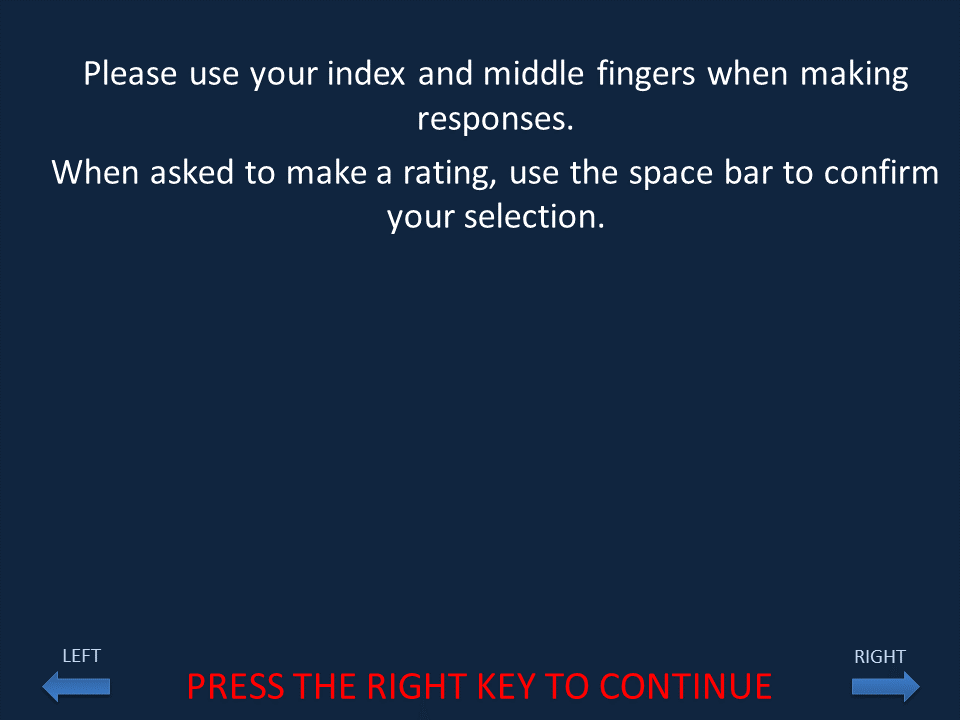 Please use your index and middle fingers when making
responses.
When asked to make a rating, use the space bar to confirm
your selection.
LEFT
RIGHT
PRESS THE RIGHT KEY TO CONTINUE